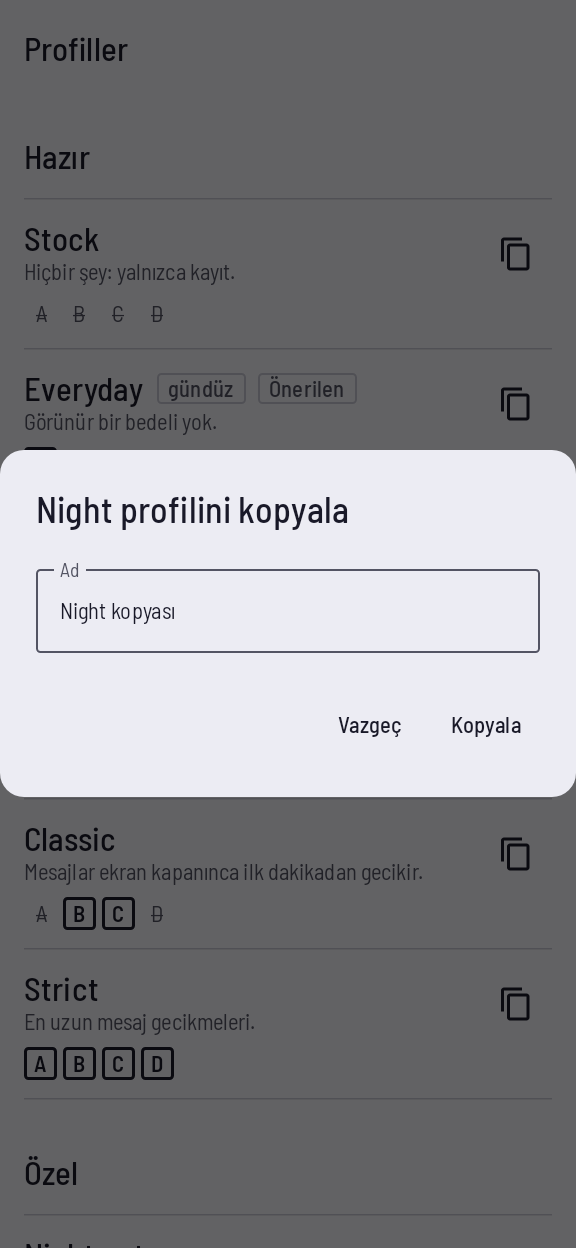 Profiller
Hazır
Stock
Hiçbir şey: yalnızca kayıt.
A B C D
Everyday gündüz Önerilen
Görünür bir bedeli yok.
Night profilini kopyala
Ad
Night kopyası
Vazgeç Kopyala
Classic
Mesajlar ekran kapanınca ilk dakikadan gecikir.
A B C D
Strict
En uzun mesaj gecikmeleri.
A B C D
Özel